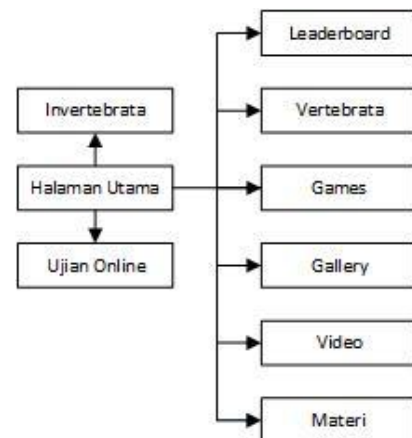 Leaderboard
Invertebrata
Vertebrata
Halaman Utama
Games
Ujian Online
Gallery
Video
Materi